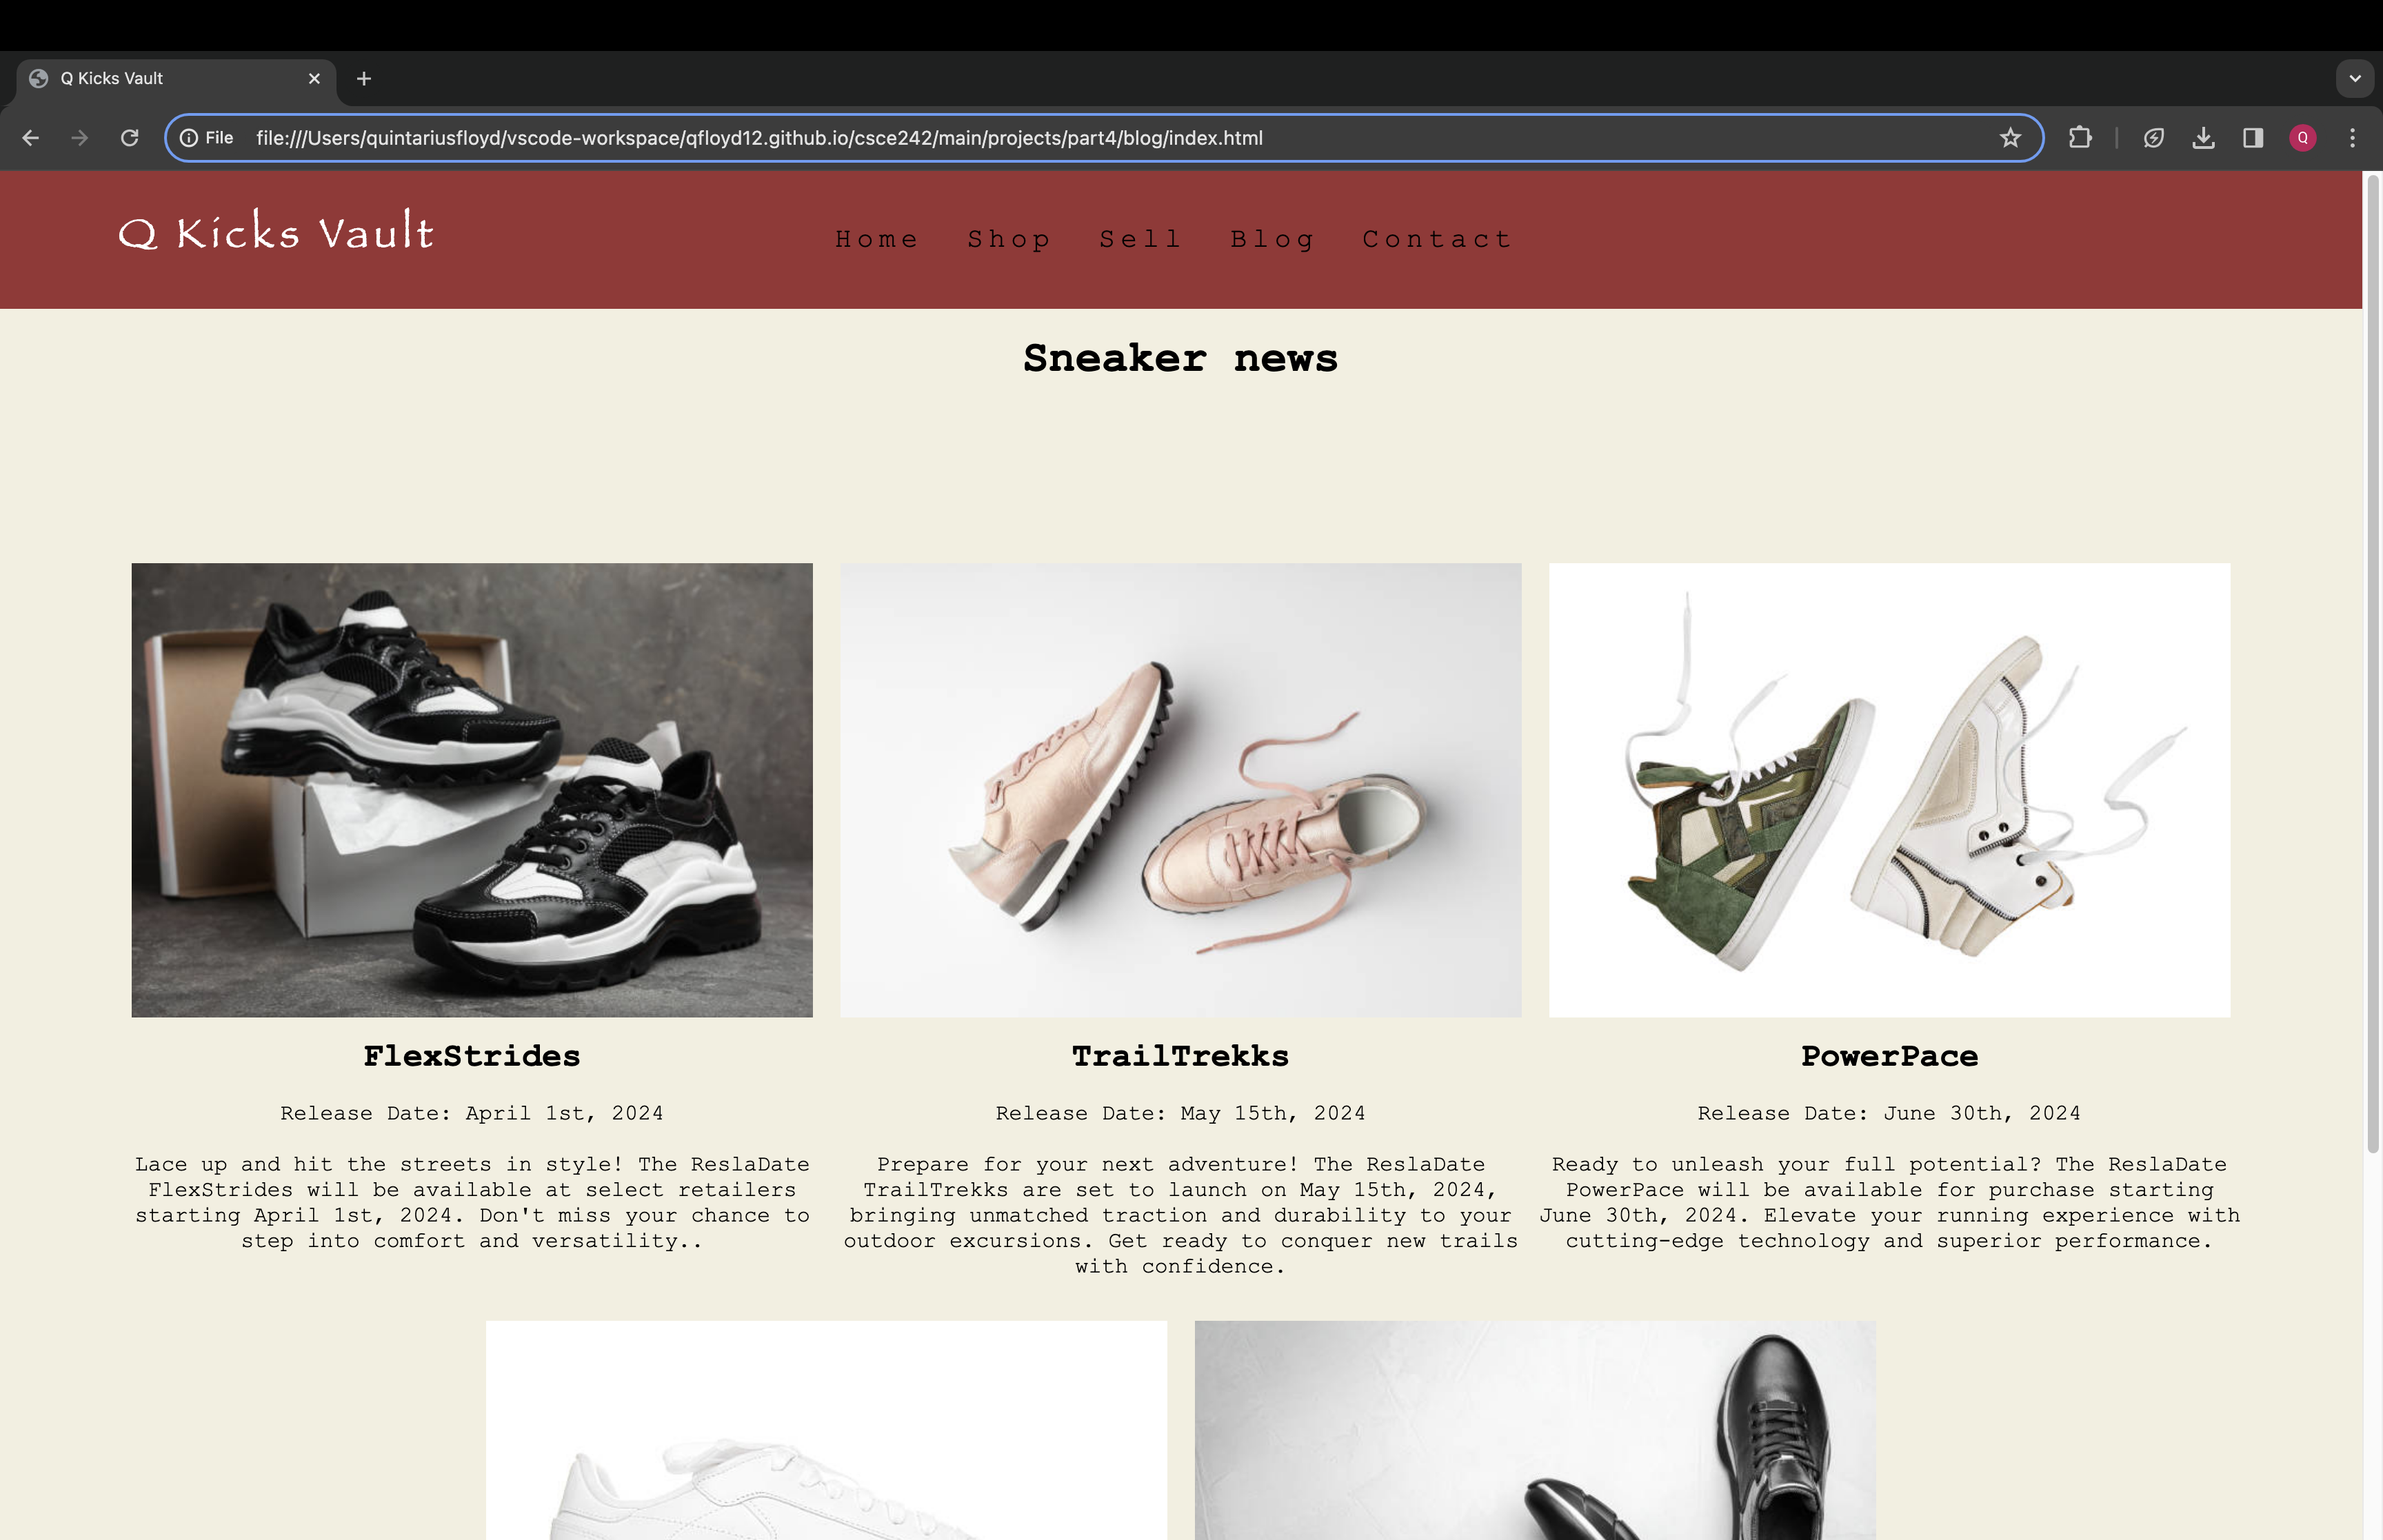 Q Kicks Vault
File file:///Users/quintariusfloyd/vscode-workspace/qfloyd12.github.io/csce242/main/projects/part4/blog/index.html
Q
Q Kicks Vault
Home Shop Sell Blog Contact
Sneaker news
FlexStrides
Release Date: April 1st, 2024
Lace up and hit the streets in style! The ReslaDate
FlexStrides will be available at select retailers
starting April 1st, 2024. Don't miss your chance to
step into comfort and versatility..
TrailTrekks
Release Date: May 15th, 2024
Prepare for your next adventure! The ReslaDate
TrailTrekks are set to launch on May 15th, 2024,
bringing unmatched traction and durability to your
outdoor excursions. Get ready to conquer new trails
with confidence.
PowerPace
Release Date: June 30th, 2024
Ready to unleash your full potential? The ReslaDate
PowerPace will be available for purchase starting
June 30th, 2024. Elevate your running experience with
cutting-edge technology and superior performance.